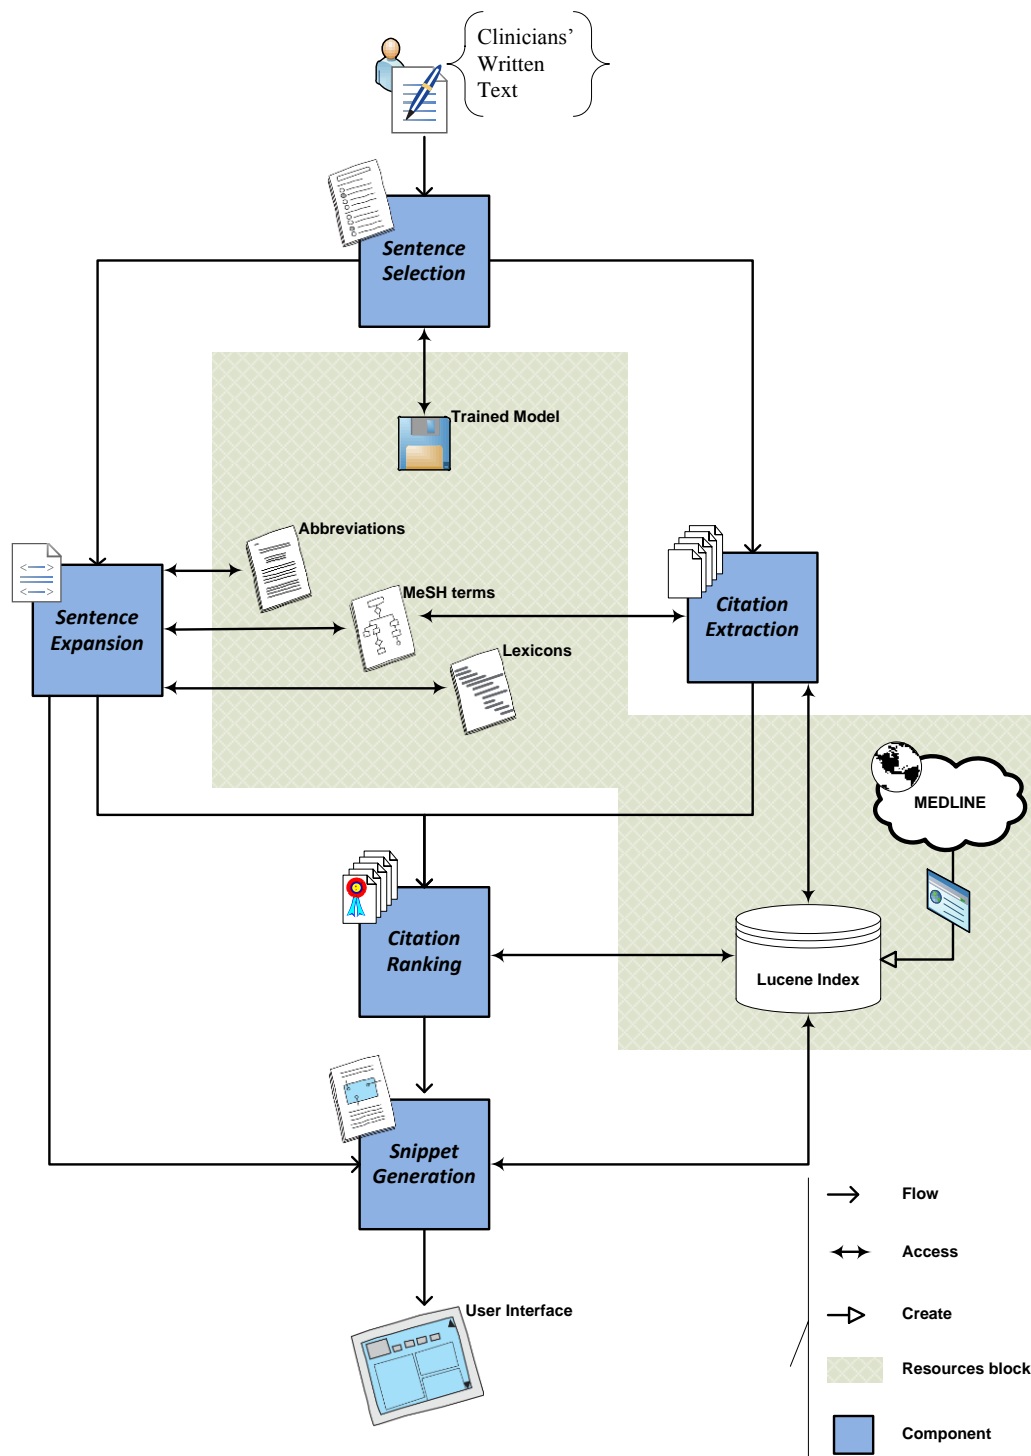 Clinicians’
Written
Text
Sentence
Selection
Trained Model
Abbreviations
MeSH terms
Lexicons
Sentence
Expansion
Citation
Extraction
MEDLINE
Citation
Ranking
Lucene Index
Snippet
Generation
User Interface
Flow
Access
Create
Resources block
Component